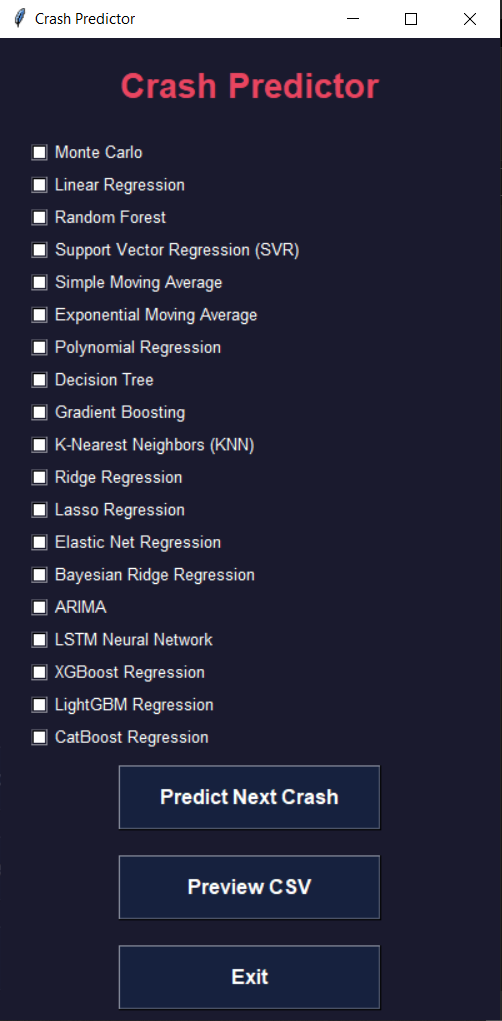 Crash Predictor
Crash Predictor
Monte Carlo
Linear Regression
Random Forest
Support Vector Regression (SVR)
Simple Moving Average
Exponential Moving Average
Polynomial Regression
Decision Tree
Gradient Boosting
K-Nearest Neighbors (KNN)
Ridge Regression
Lasso Regression
Elastic Net Regression
Bayesian Ridge Regression
ARIMA
LSTM Neural Network
XGBoost Regression
LightGBM Regression
CatBoost Regression
Predict Next Crash
Preview CSV
Exit